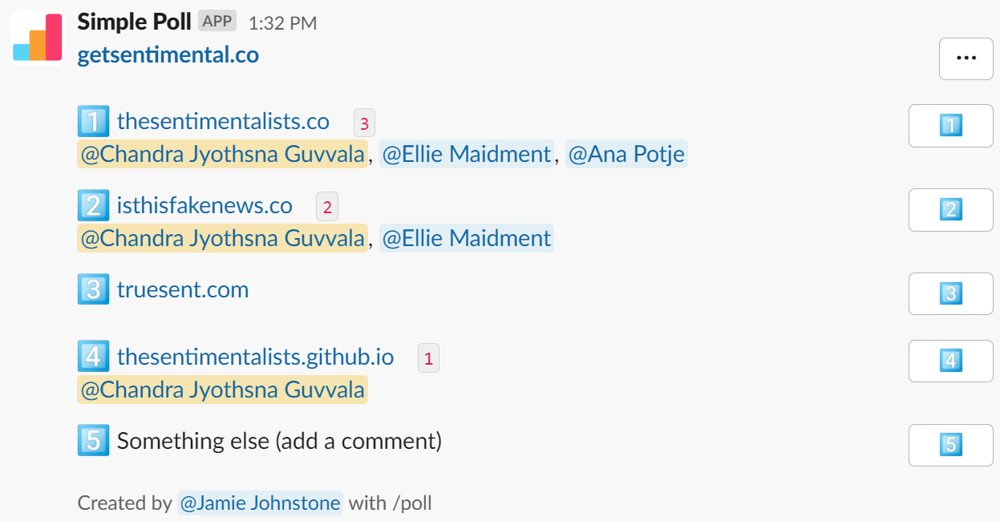 Simple Poll APP 1:32 PM
getsentimental.co
...
1 thesentimentalists.co 3
1
@Chandra Jyothsna Guvvala, @Ellie Maidment, @Ana Potje
2 isthisfakenews.co 2
2
@Chandra Jyothsna Guvvala, @Ellie Maidment
3 truesent.com
3
4 thesentimentalists.github.io 1
4
@Chandra Jyothsna Guvvala
5 Something else (add a comment)
5
Created by @Jamie Johnstone with /poll